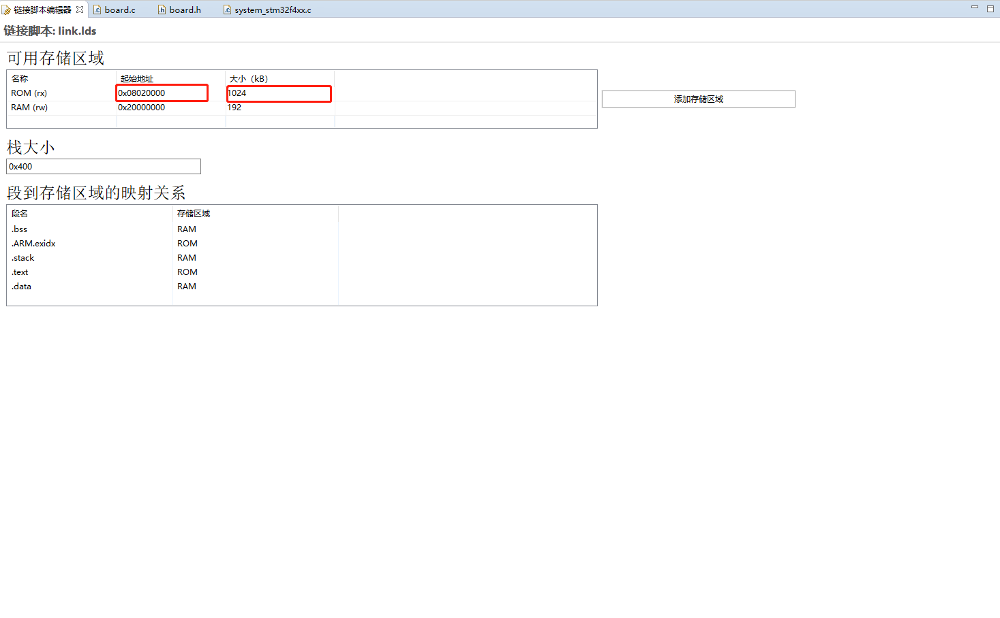 链接脚本编辑器 board.c board.h system_stm32f4xx.c
链接脚本: link.lds
可用存储区域
名称 起始地址 大小（kB）
ROM (rx) 0x08020000 1024
RAM (rw) 0x20000000 192
添加存储区域
栈大小
0x400
段到存储区域的映射关系
段名 存储区域
.bss RAM
.ARM.exidx ROM
.stack RAM
.text ROM
.data RAM